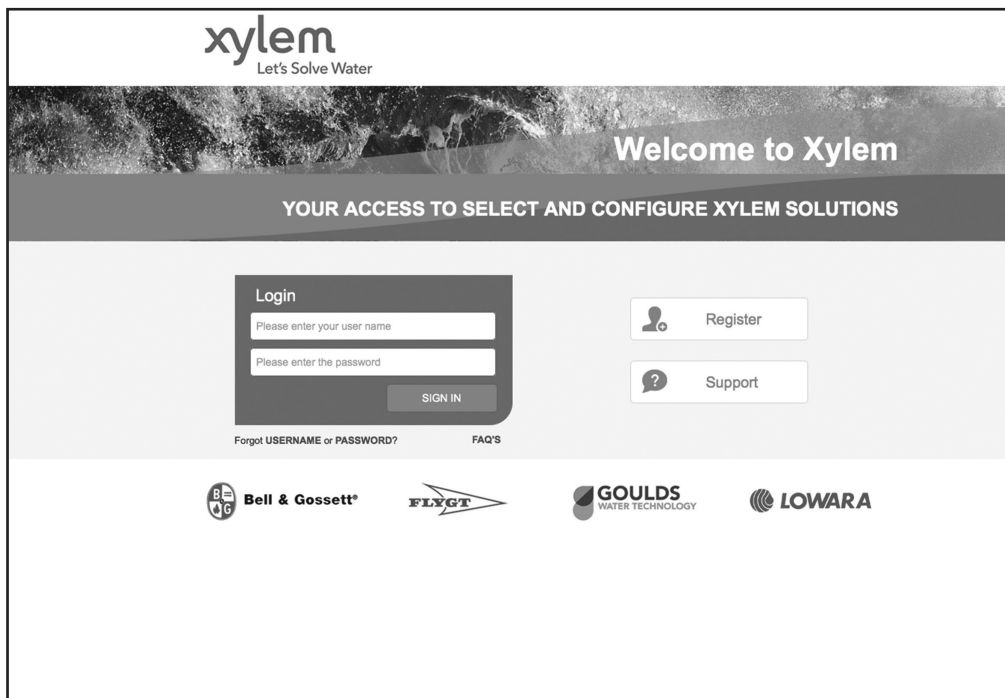 xylem
Let's Solve Water
Welcome to Xylem
YOUR ACCESS TO SELECT AND CONFIGURE XYLEM SOLUTIONS
Login
Please enter your user name
Please enter the password
SIGN IN
Forgot USERNAME or PASSWORD?
FAQ'S
Register
Support
B
G
Bell & Gossett®
FLYGT
GOULDS
WATER TECHNOLOGY
LOWARA